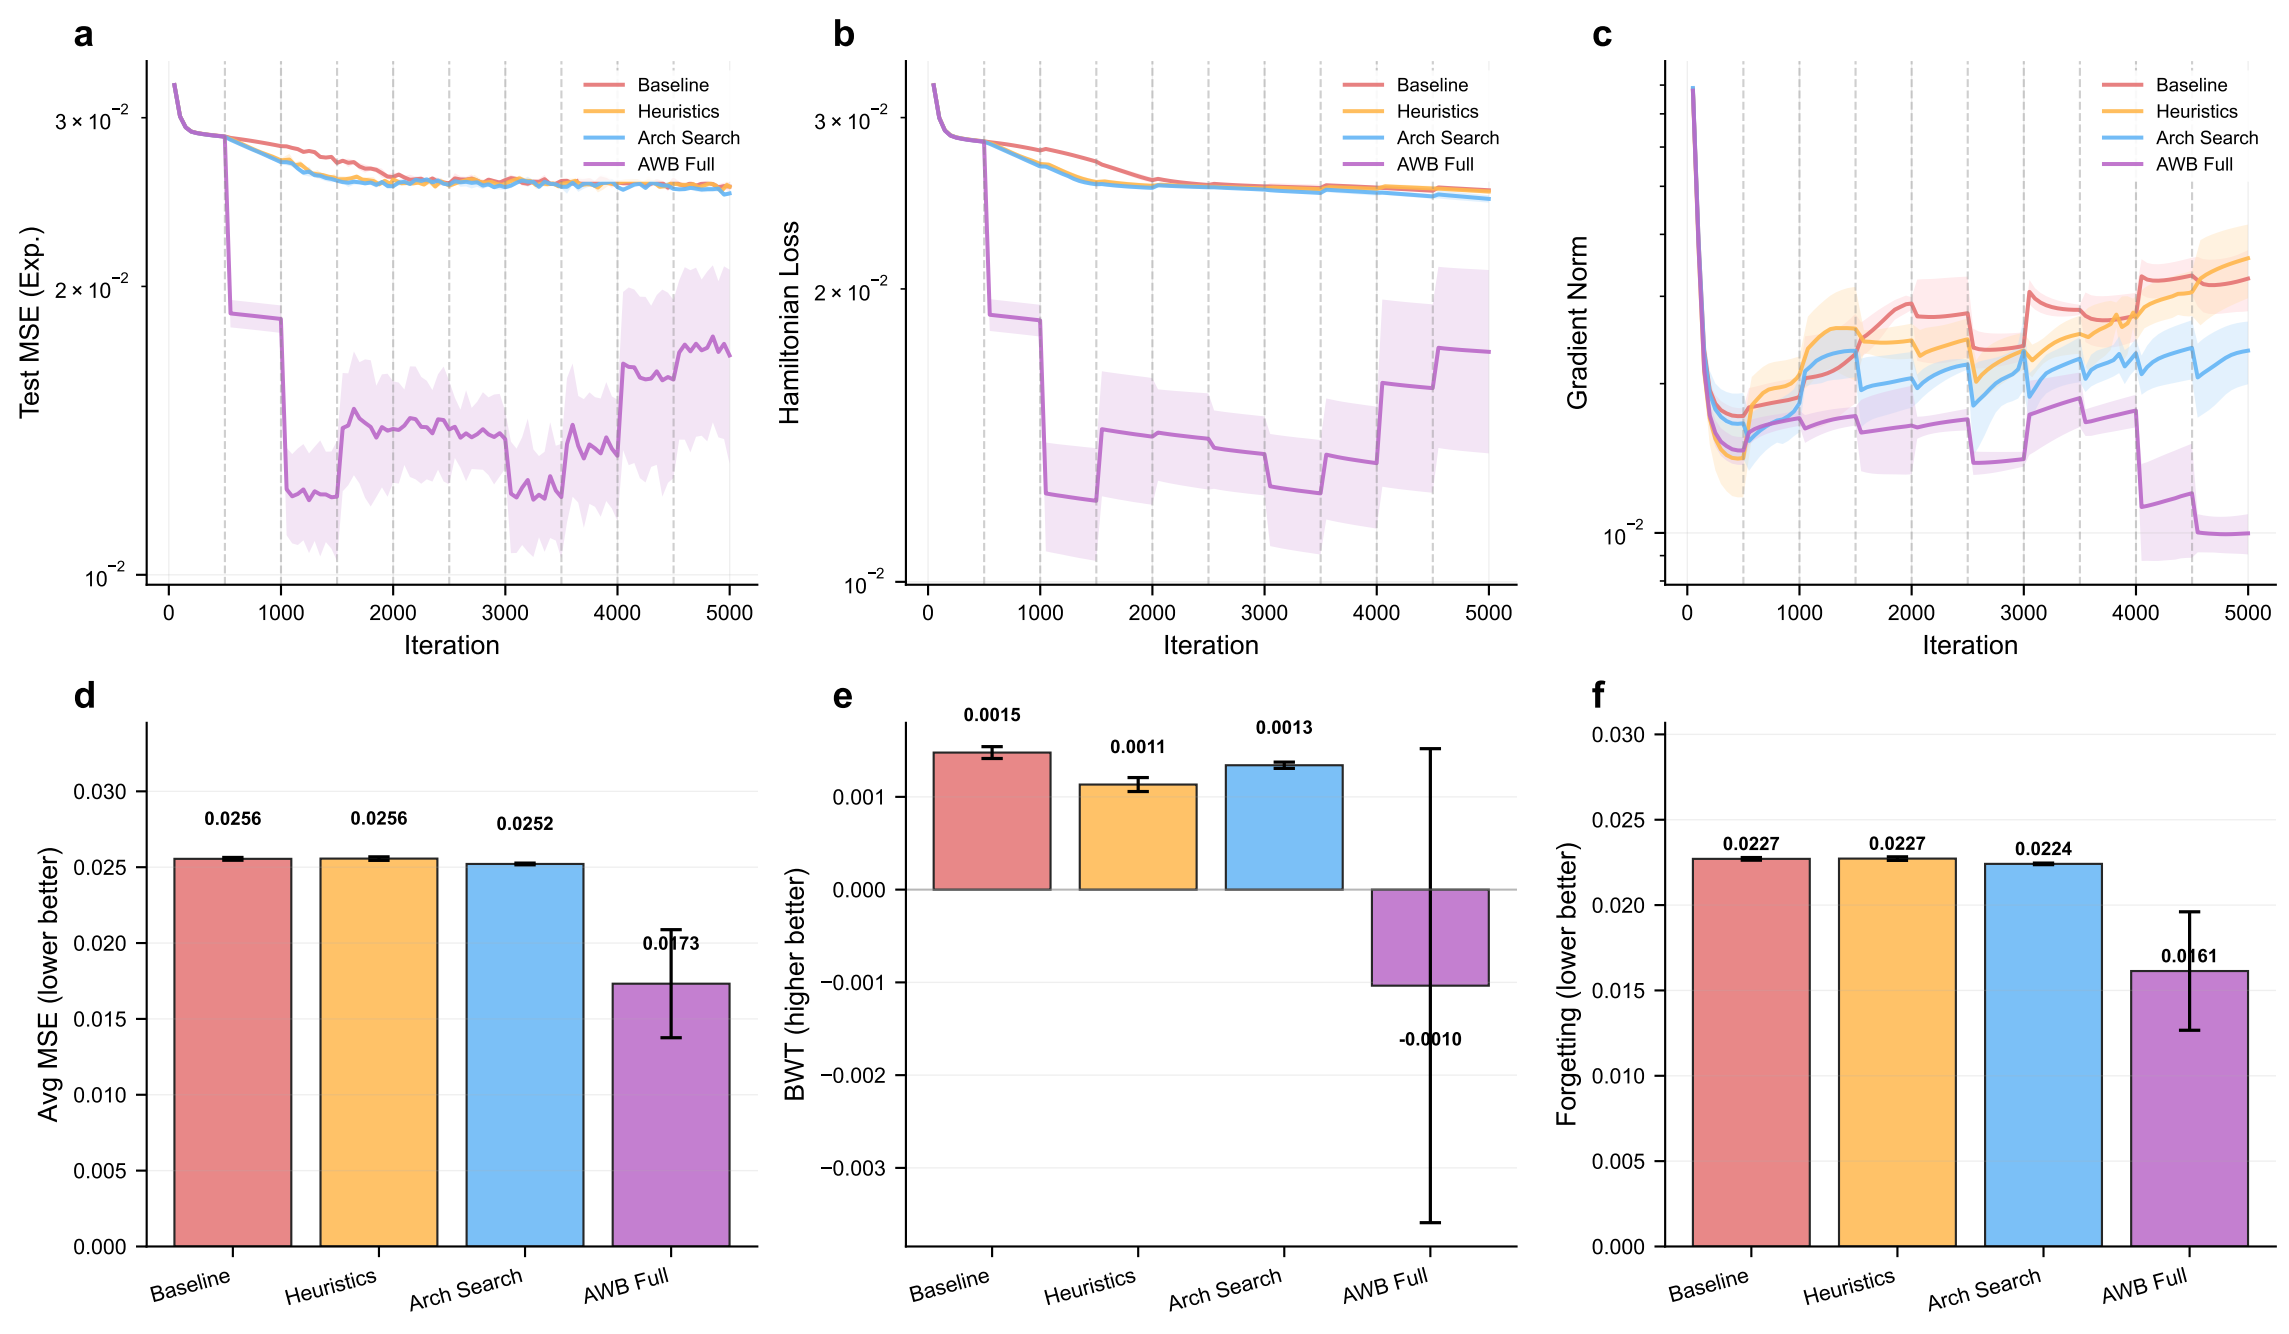 a
3 × 10⁻²
2 × 10⁻²
10⁻²
Test MSE (Exp.)
Baseline
Heuristics
Arch Search
AWB Full
0 1000 2000 3000 4000 5000
Iteration
b
3 × 10⁻²
2 × 10⁻²
10⁻²
Hamiltonian Loss
Baseline
Heuristics
Arch Search
AWB Full
0 1000 2000 3000 4000 5000
Iteration
c
10⁻²
Gradient Norm
Baseline
Heuristics
Arch Search
AWB Full
0 1000 2000 3000 4000 5000
Iteration
d
0.030
0.025
0.020
0.015
0.010
0.005
0.000
Avg MSE (lower better)
0.0256
0.0256
0.0252
0.0173
Baseline
Heuristics
Arch Search
AWB Full
e
0.001
0.000
−0.001
−0.002
−0.003
BWT (higher better)
0.0015
0.0011
0.0013
-0.0010
Baseline
Heuristics
Arch Search
AWB Full
f
0.030
0.025
0.020
0.015
0.010
0.005
0.000
Forgetting (lower better)
0.0227
0.0227
0.0224
0.0161
Baseline
Heuristics
Arch Search
AWB Full